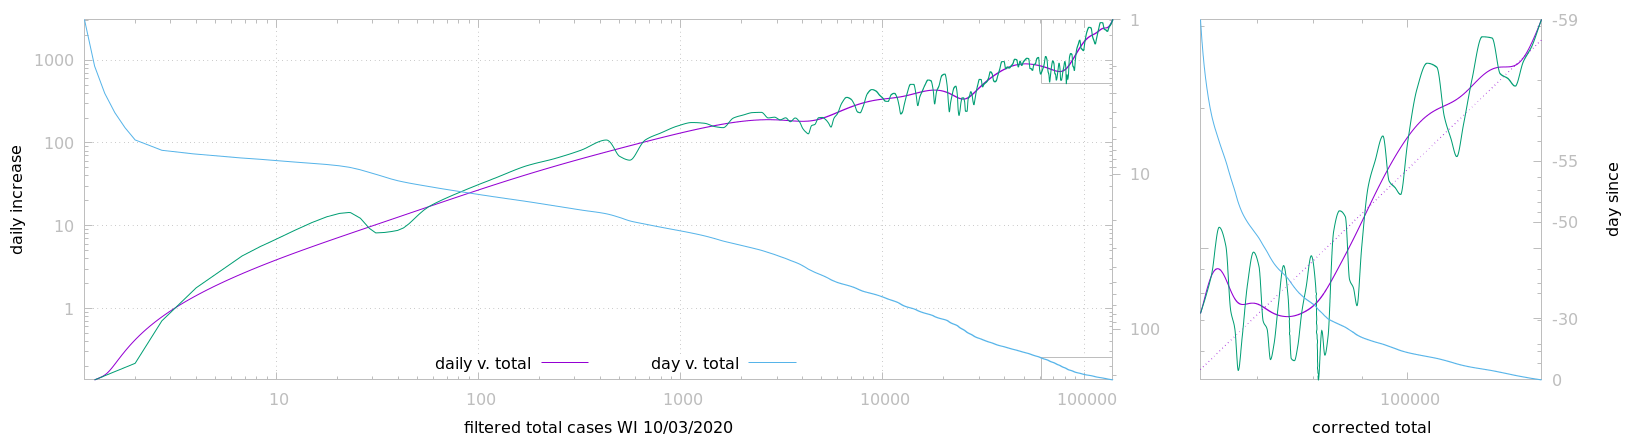 1 -59
1000
100
10
1
daily increase
10
100
daily v. total
day v. total
10 100 1000 10000 100000
filtered total cases WI 10/03/2020
-55
-50
-30
0
day since
100000
corrected total